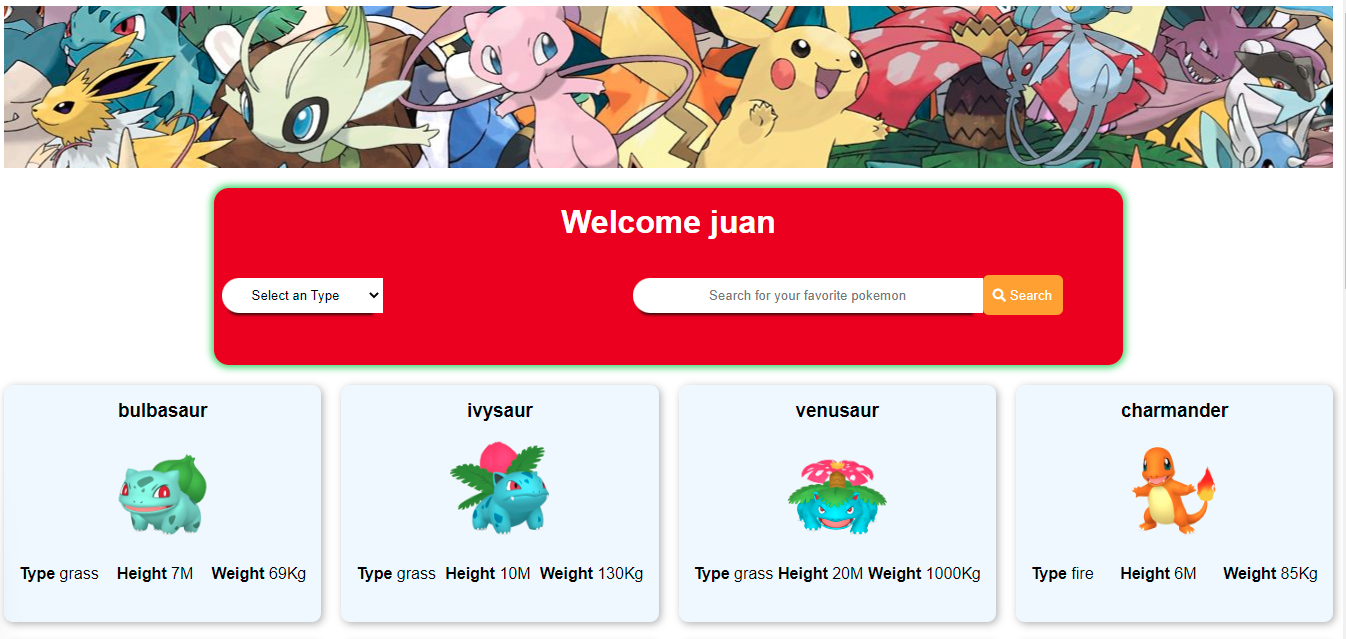 Welcome juan
Select an Type
Search for your favorite pokemon
Search
bulbasaur
ivysaur
venusaur
charmander
Type grass Height 7M Weight 69Kg
Type grass Height 10M Weight 130Kg
Type grass Height 20M Weight 1000Kg
Type fire Height 6M Weight 85Kg